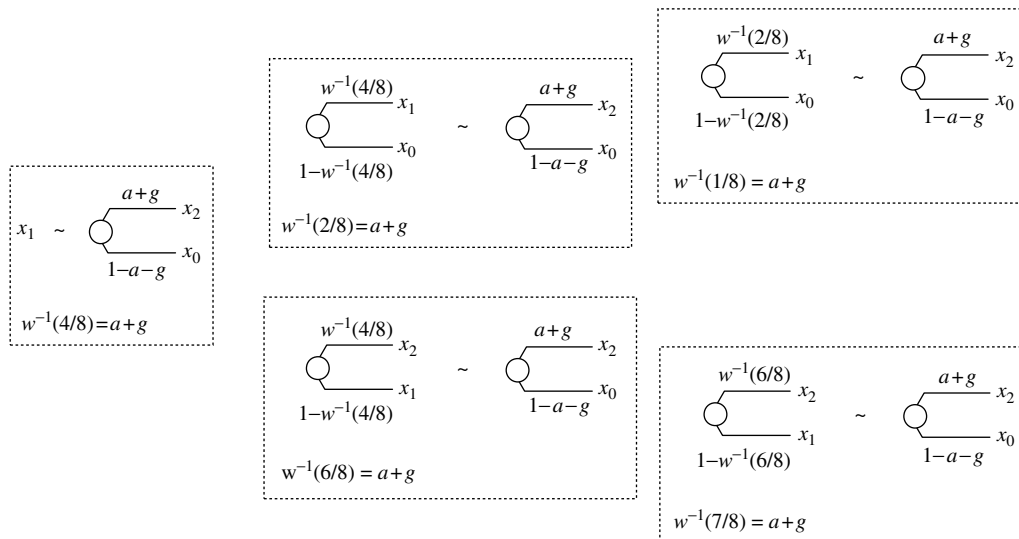 a+g
x₁ ~ x₂
x₀
1−a−g
w⁻¹(4/8)=a+g
w⁻¹(4/8) a+g
x₁ ~ x₂
x₀ x₀
1−w⁻¹(4/8) 1−a−g
w⁻¹(2/8)=a+g
w⁻¹(4/8) a+g
x₂ ~ x₂
x₁ x₀
1−w⁻¹(4/8) 1−a−g
w⁻¹(6/8) = a+g
w⁻¹(2/8) a+g
x₁ ~ x₂
x₀ x₀
1−w⁻¹(2/8) 1−a−g
w⁻¹(1/8) = a+g
w⁻¹(6/8) a+g
x₂ ~ x₂
x₁ x₀
1−w⁻¹(6/8) 1−a−g
w⁻¹(7/8) = a+g